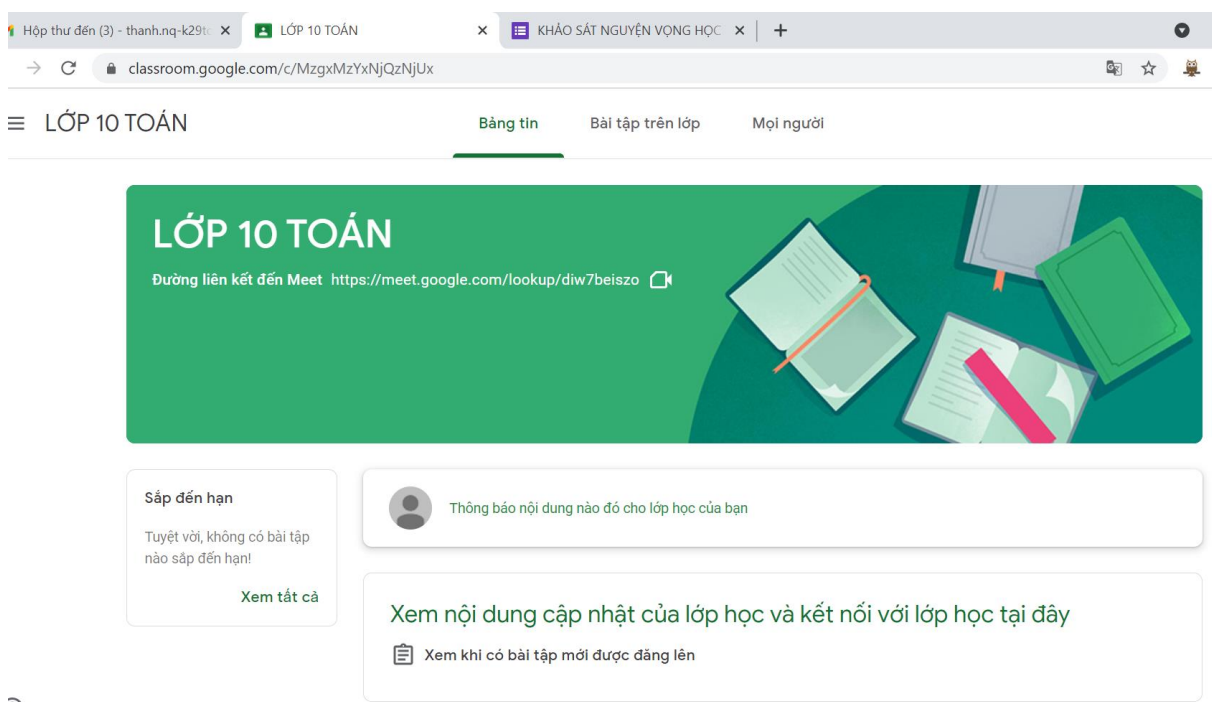 Hộp thư đến (3) - thanh.nq-k29t
LỚP 10 TOÁN
KHẢO SÁT NGUYỆN VỌNG HỌC
classroom.google.com/c/MzgxMzYxNjQzNjUx
LỚP 10 TOÁN
Bảng tin
Bài tập trên lớp
Mọi người
LỚP 10 TOÁN
Đường liên kết đến Meet https://meet.google.com/lookup/diw7beiszo
Sắp đến hạn
Tuyệt vời, không có bài tập
nào sắp đến hạn!
Xem tất cả
Thông báo nội dung nào đó cho lớp học của bạn
Xem nội dung cập nhật của lớp học và kết nối với lớp học tại đây
Xem khi có bài tập mới được đăng lên